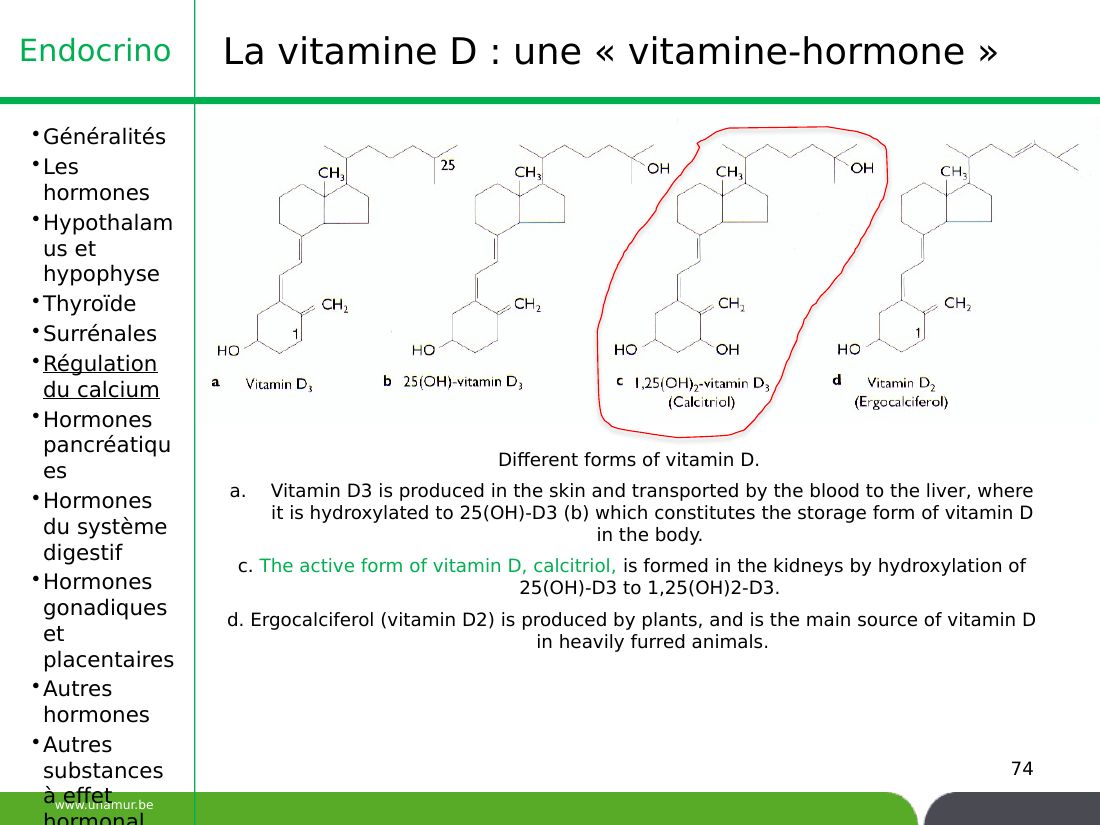 Endocrino
La vitamine D : une « vitamine-hormone »
•Généralités
•Les
hormones
•Hypothalam
us et
hypophyse
•Thyroïde
•Surrénales
•Régulation
du calcium
•Hormones
pancréatiqu
es
•Hormones
du système
digestif
•Hormones
gonadiques
et
placentaires
•Autres
hormones
•Autres
substances
à effet
hormonal
CH3 25
CH3 OH
CH3 OH
CH3
CH2
CH2
CH2
CH2
1
1
HO
HO
HO OH
HO
a Vitamin D3
b 25(OH)-vitamin D3
c 1,25(OH)2-vitamin D3
(Calcitriol)
d Vitamin D2
(Ergocalciferol)
Different forms of vitamin D.
a. Vitamin D3 is produced in the skin and transported by the blood to the liver, where
it is hydroxylated to 25(OH)-D3 (b) which constitutes the storage form of vitamin D
in the body.
c. The active form of vitamin D, calcitriol, is formed in the kidneys by hydroxylation of
25(OH)-D3 to 1,25(OH)2-D3.
d. Ergocalciferol (vitamin D2) is produced by plants, and is the main source of vitamin D
in heavily furred animals.
74
www.unamur.be